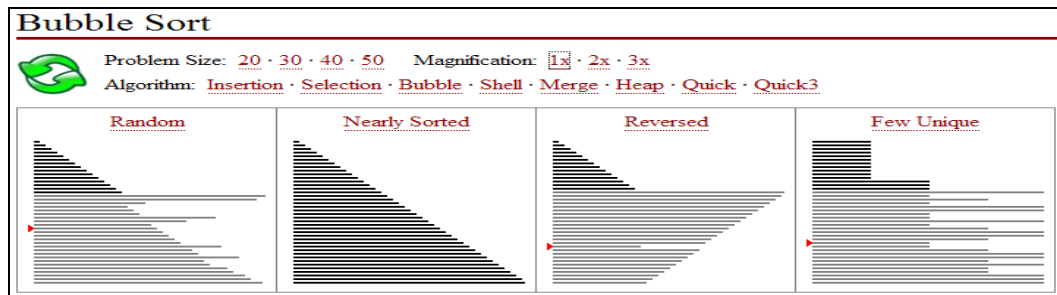 Bubble Sort
Problem Size: 20 · 30 · 40 · 50 Magnification: 1x · 2x · 3x
Algorithm: Insertion · Selection · Bubble · Shell · Merge · Heap · Quick · Quick3
Random Nearly Sorted Reversed Few Unique